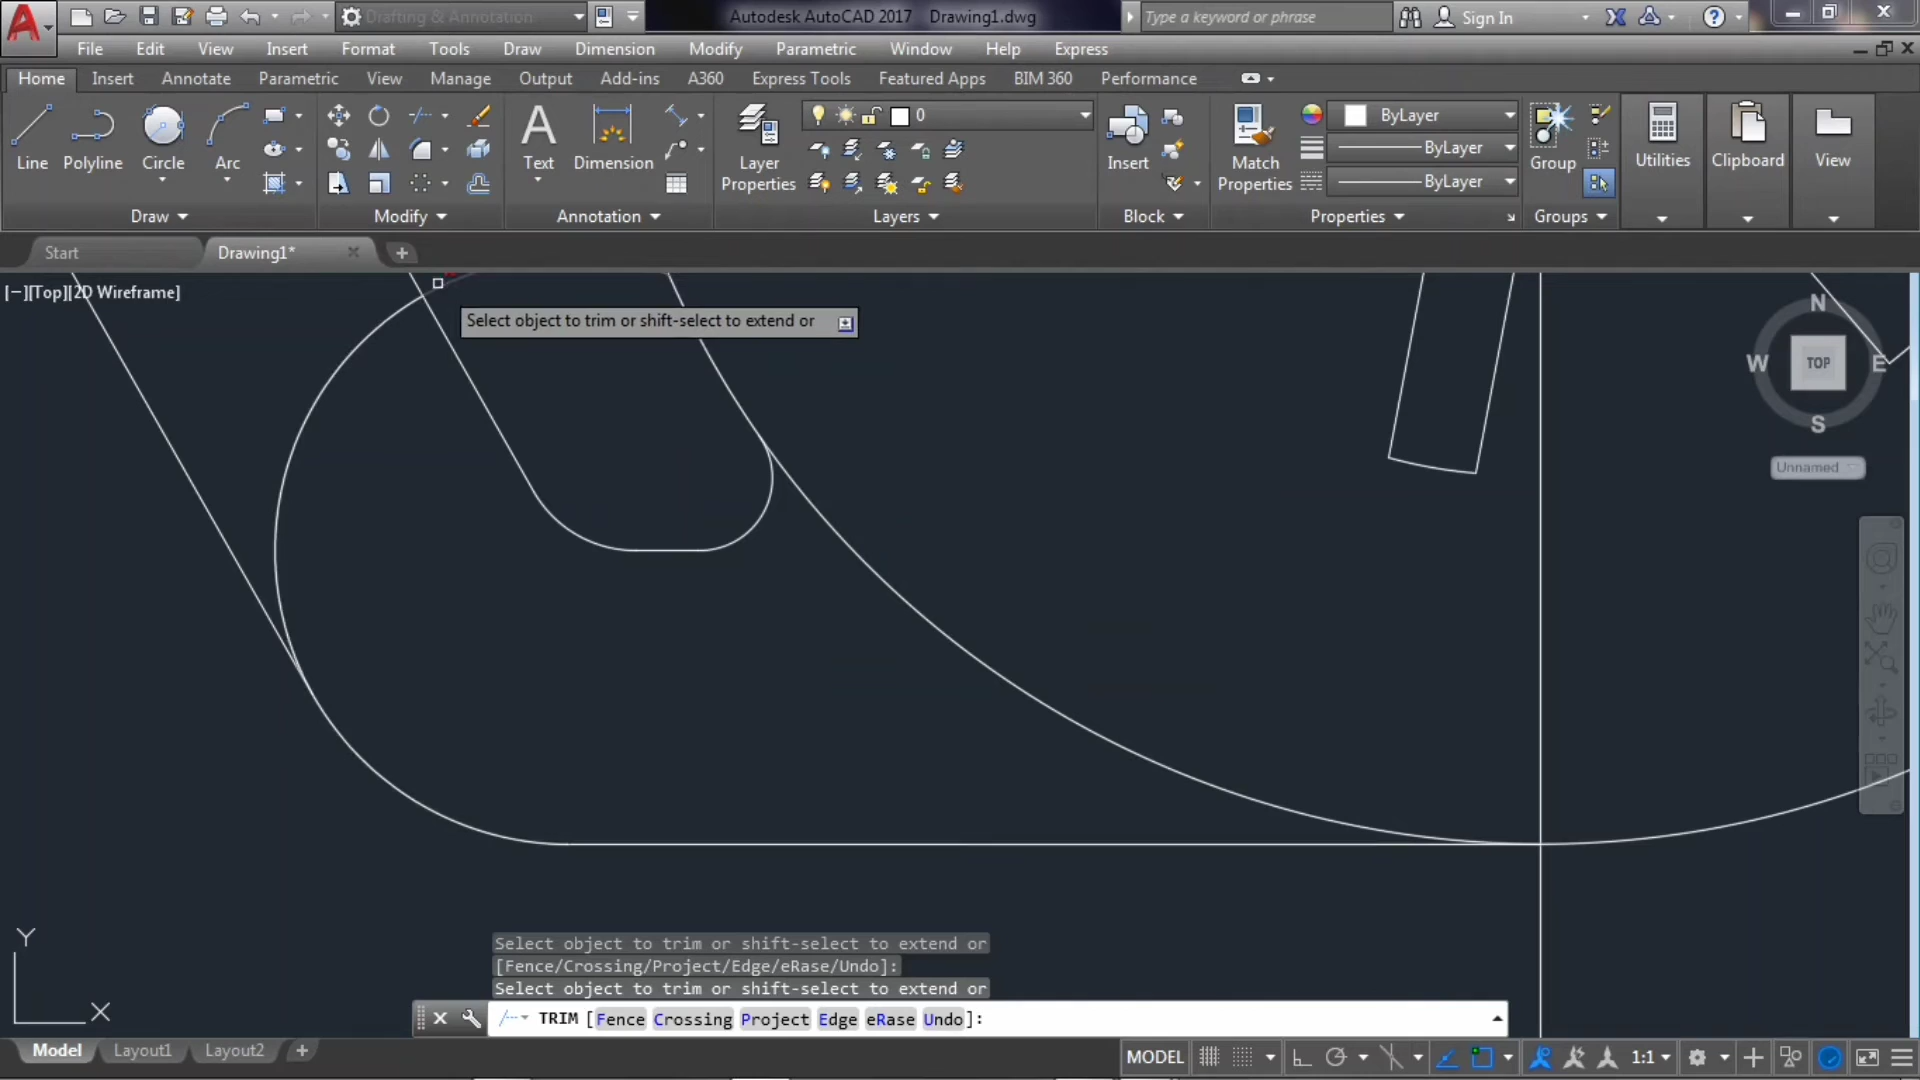 Drafting & Annotation
Autodesk AutoCAD 2017 Drawing1.dwg
Type a keyword or phrase
Sign In
File Edit View Insert Format Tools Draw Dimension Modify Parametric Window Help Express
Home Insert Annotate Parametric View Manage Output Add-ins A360 Express Tools Featured Apps BIM 360 Performance
0
ByLayer
ByLayer
ByLayer
Line Polyline Circle Arc
Text Dimension
Layer Properties
Insert
Match Properties
Group
Utilities Clipboard View
Draw Modify Annotation Layers Block Properties Groups
Start Drawing1*
[−][Top][2D Wireframe]
Select object to trim or shift-select to extend or
N
W TOP E
S
Unnamed
Y
X
Select object to trim or shift-select to extend or
[Fence/Crossing/Project/Edge/eRase/Undo]:
Select object to trim or shift-select to extend or
TRIM [Fence Crossing Project Edge eRase Undo]:
Model Layout1 Layout2
MODEL 1:1